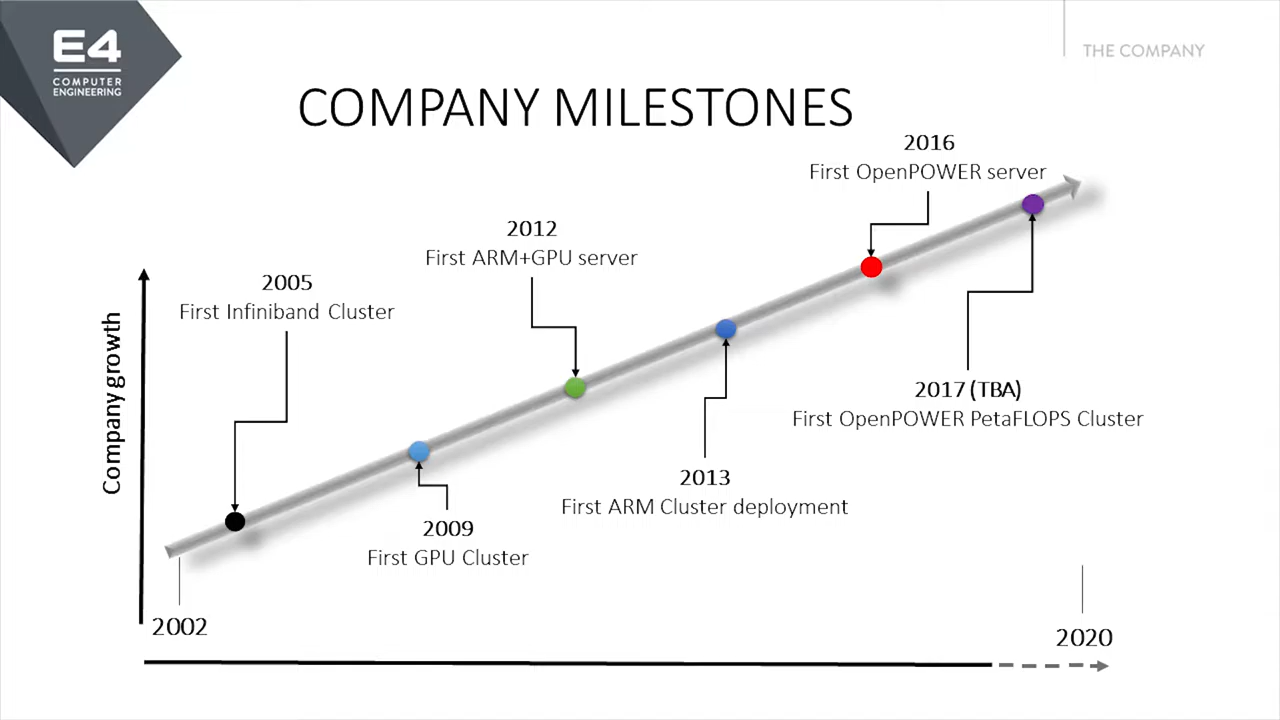 E4
COMPUTER
ENGINEERING
THE COMPANY
COMPANY MILESTONES
2016
First OpenPOWER server
2012
First ARM+GPU server
2005
First Infiniband Cluster
Company growth
2017 (TBA)
First OpenPOWER PetaFLOPS Cluster
2013
First ARM Cluster deployment
2009
First GPU Cluster
2002
2020